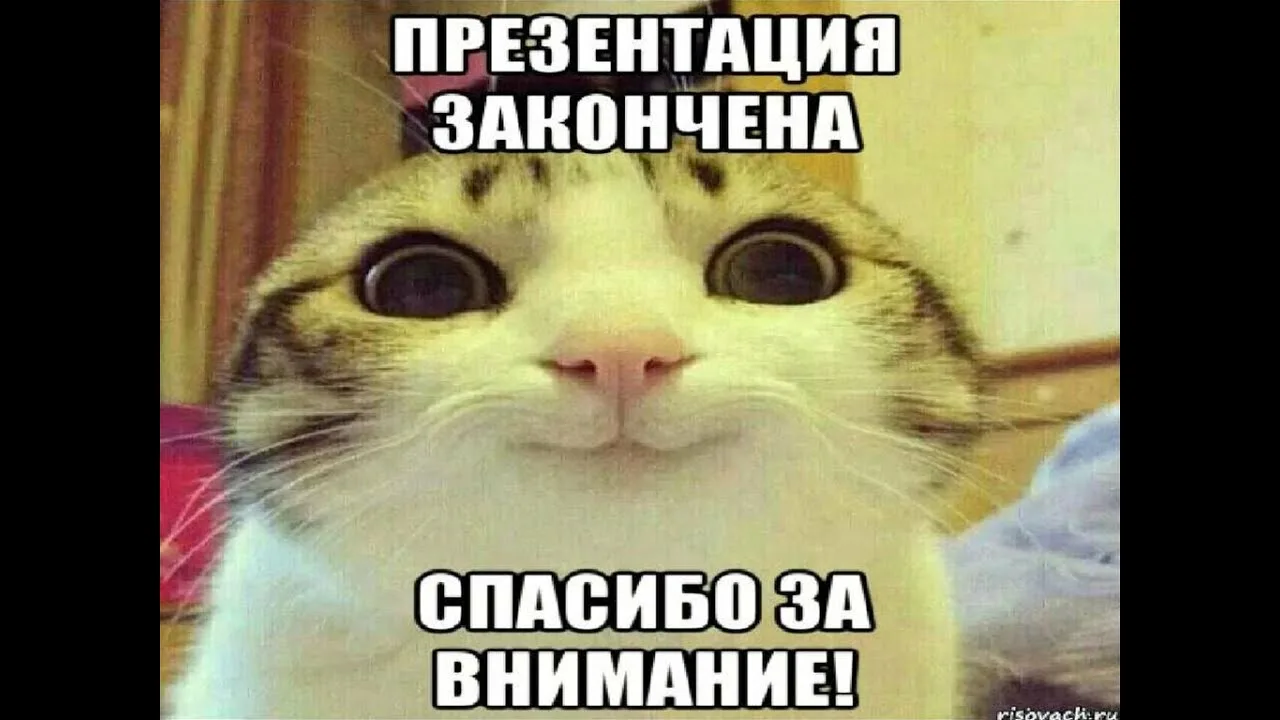 ПРЕЗЕНТАЦИЯ
ЗАКОНЧЕНА
СПАСИБО ЗА
ВНИМАНИЕ!
risovach.ru